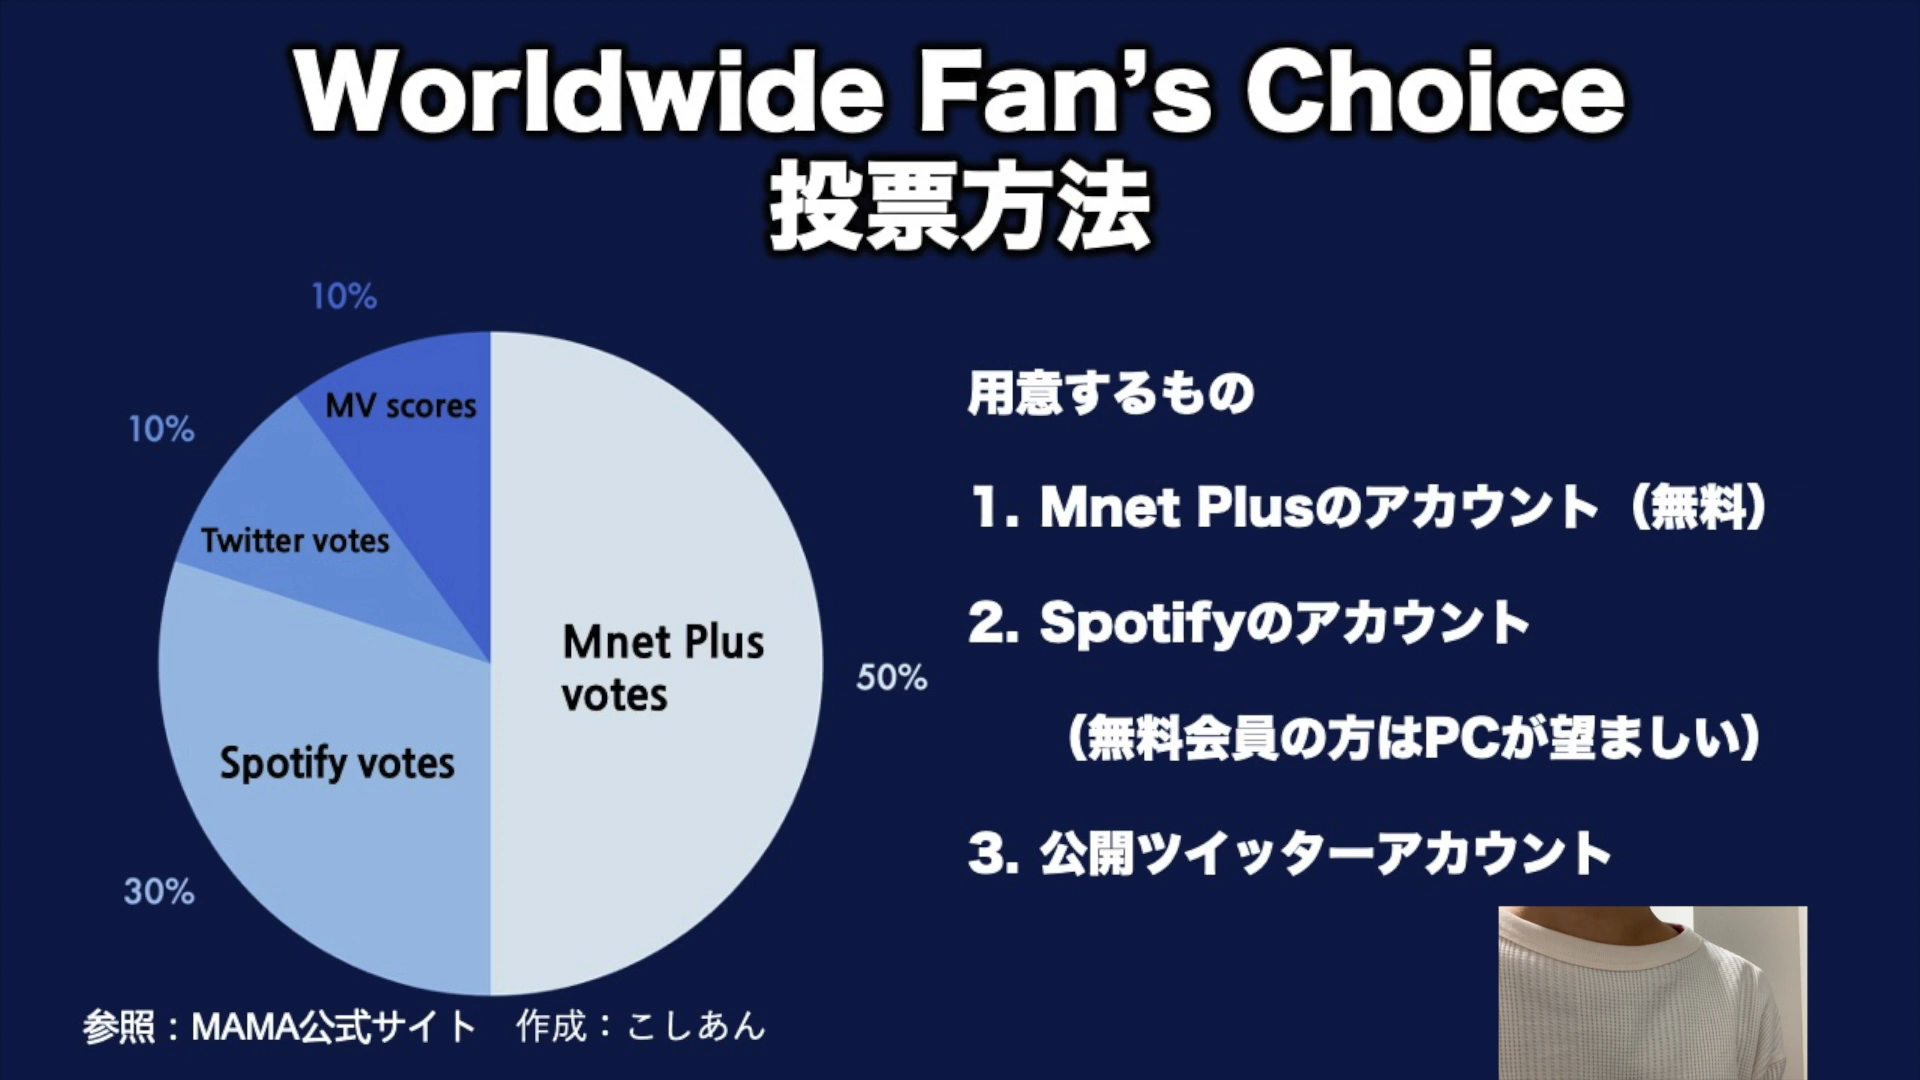 Worldwide Fan’s Choice
投票方法
10%
MV scores
10%
Twitter votes
Mnet Plus
votes
50%
Spotify votes
30%
用意するもの
1. Mnet Plusのアカウント（無料）
2. Spotifyのアカウント
（無料会員の方はPCが望ましい）
3. 公開ツイッターアカウント
参照：MAMA公式サイト　作成：こしあん